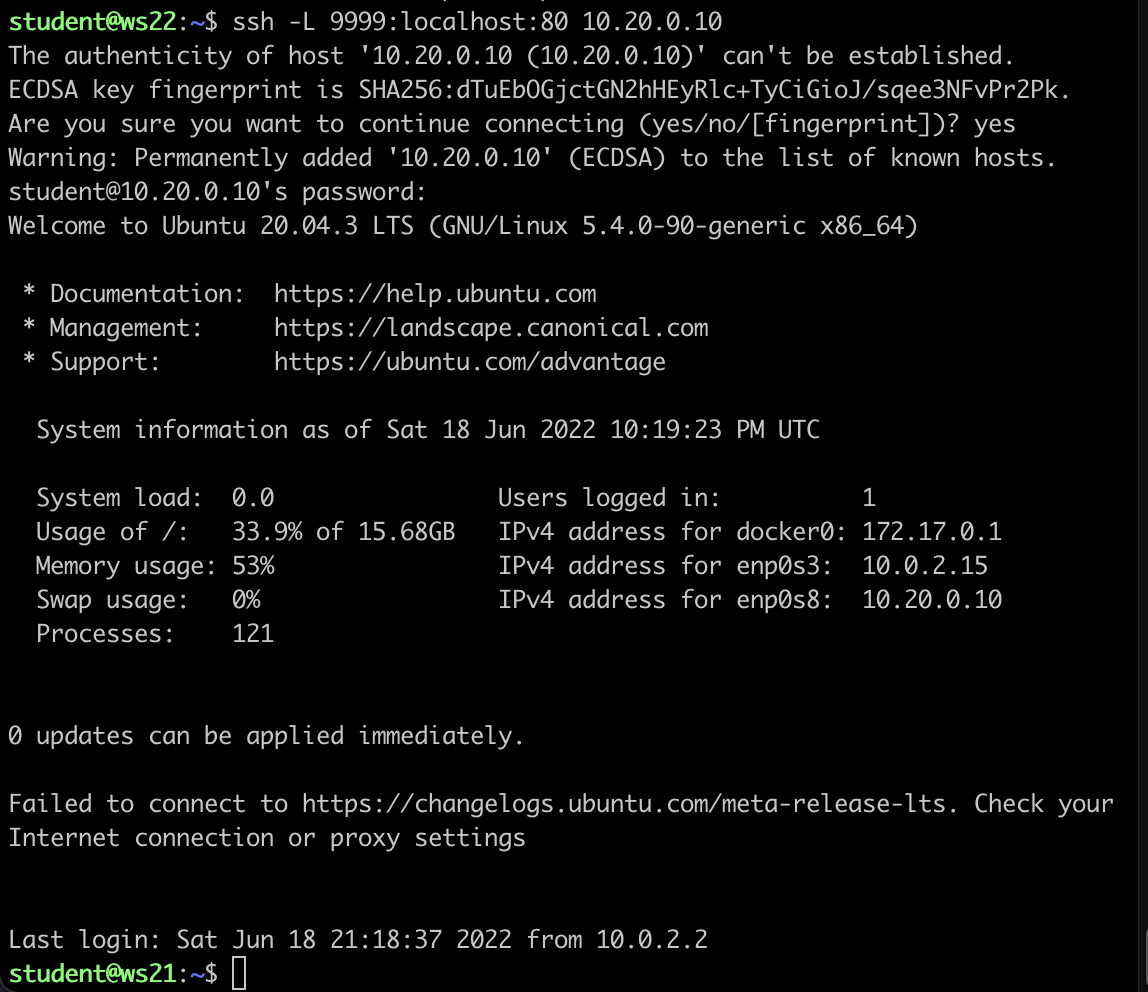 student@ws22:~$ ssh -L 9999:localhost:80 10.20.0.10
The authenticity of host '10.20.0.10 (10.20.0.10)' can't be established.
ECDSA key fingerprint is SHA256:dTuEbOGjctGN2hHEyRlc+TyCiGioJ/sqee3NFvPr2Pk.
Are you sure you want to continue connecting (yes/no/[fingerprint])? yes
Warning: Permanently added '10.20.0.10' (ECDSA) to the list of known hosts.
student@10.20.0.10's password:
Welcome to Ubuntu 20.04.3 LTS (GNU/Linux 5.4.0-90-generic x86_64)
* Documentation:  https://help.ubuntu.com
* Management:     https://landscape.canonical.com
* Support:        https://ubuntu.com/advantage
System information as of Sat 18 Jun 2022 10:19:23 PM UTC
System load:  0.0                Users logged in:          1
Usage of /:   33.9% of 15.68GB   IPv4 address for docker0: 172.17.0.1
Memory usage: 53%                IPv4 address for enp0s3:  10.0.2.15
Swap usage:   0%                 IPv4 address for enp0s8:  10.20.0.10
Processes:    121
0 updates can be applied immediately.
Failed to connect to https://changelogs.ubuntu.com/meta-release-lts. Check your
Internet connection or proxy settings
Last login: Sat Jun 18 21:18:37 2022 from 10.0.2.2
student@ws21:~$